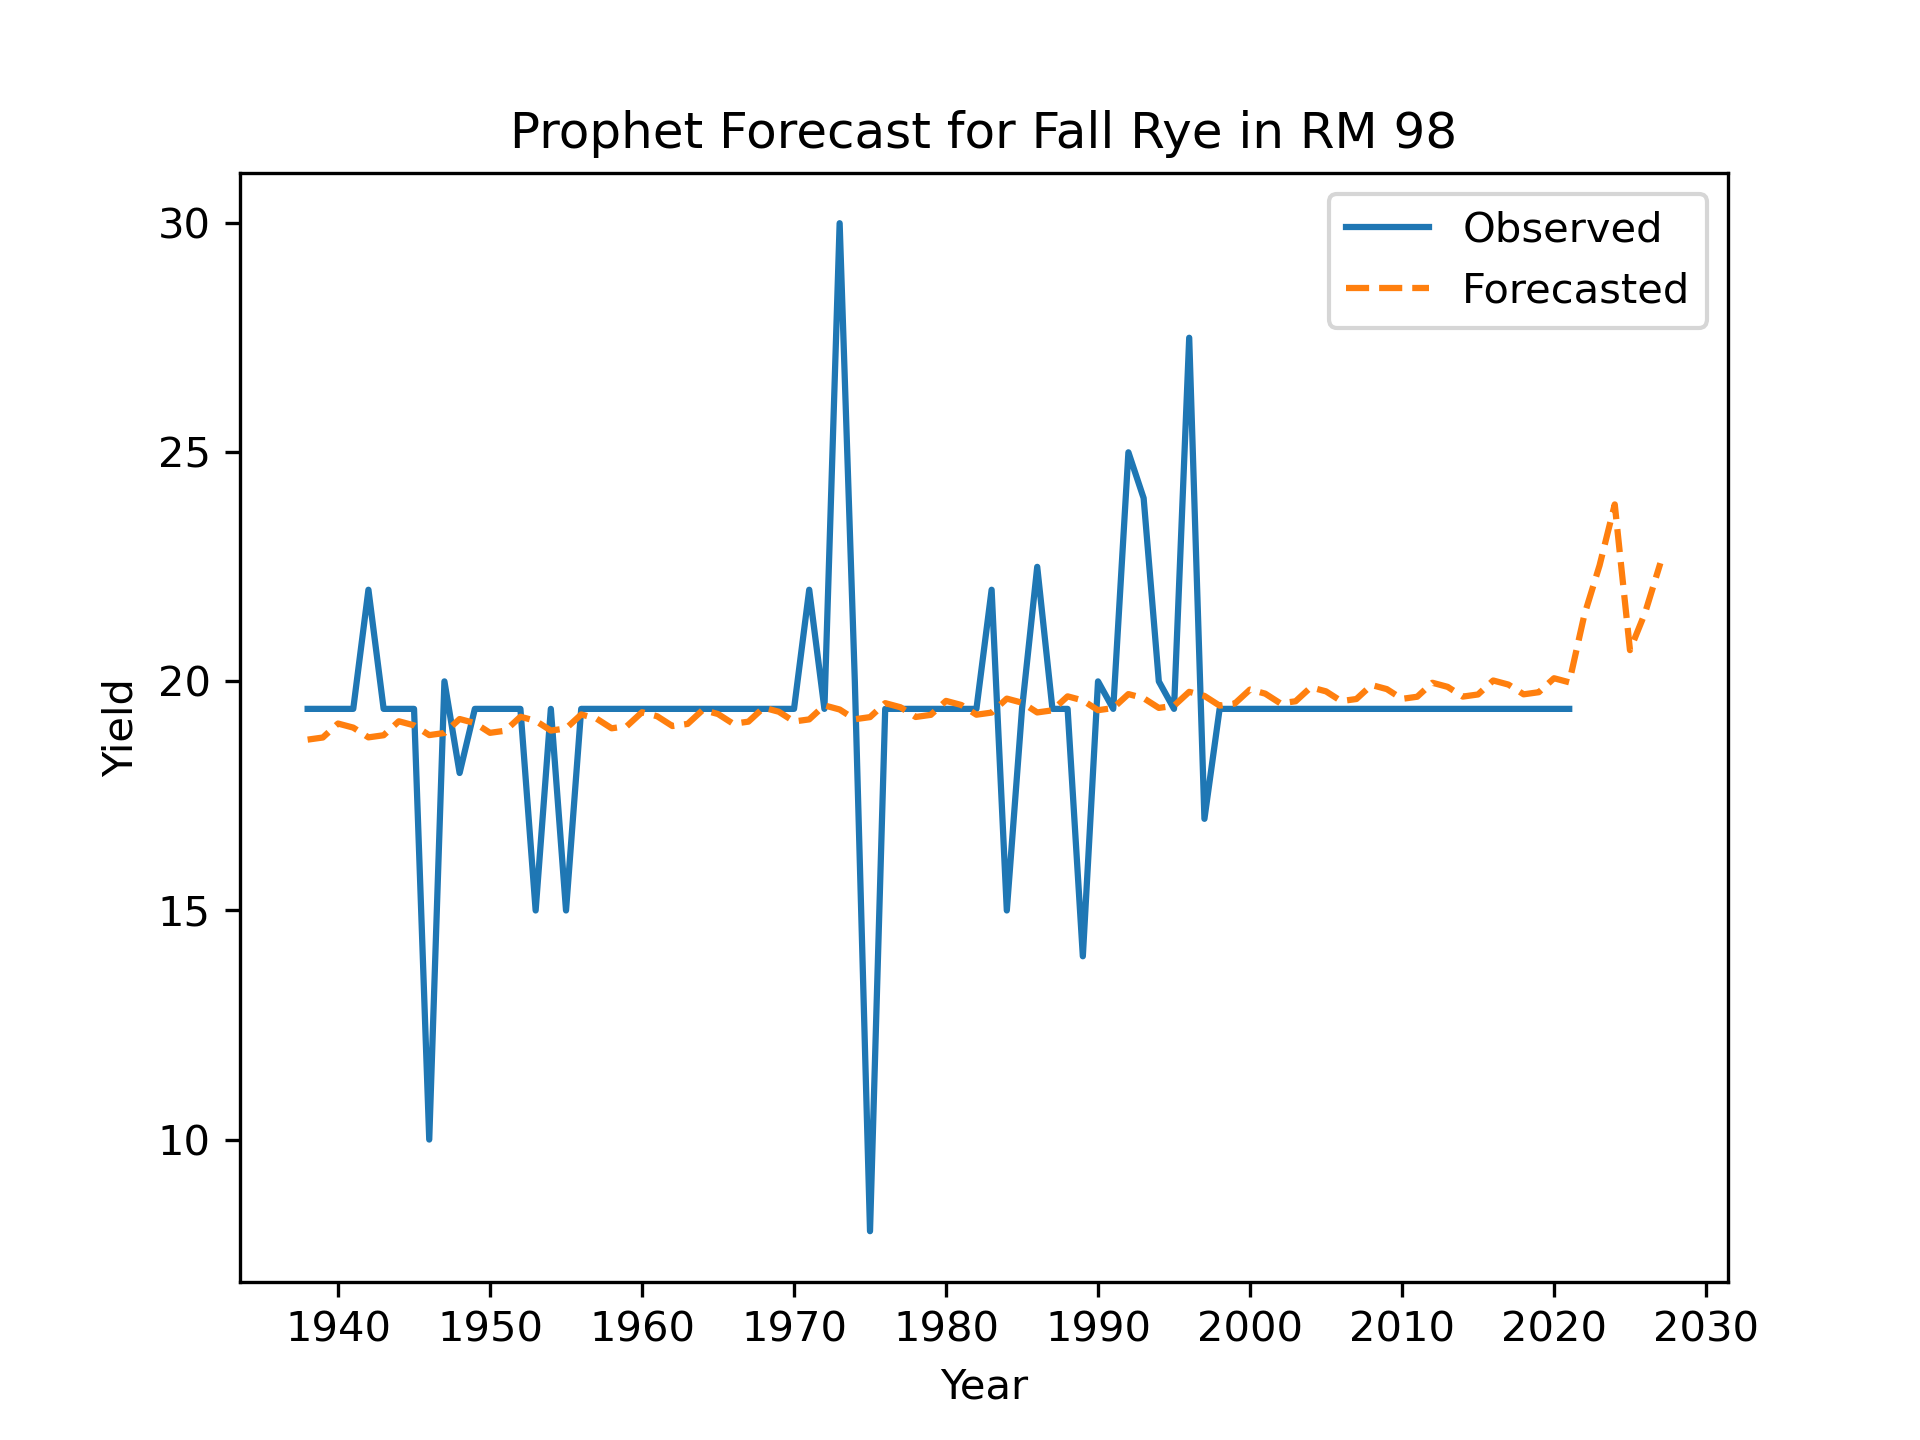 Prophet Forecast for Fall Rye in RM 98
Observed
Forecasted
30
25
20
15
10
Yield
1940 1950 1960 1970 1980 1990 2000 2010 2020 2030
Year